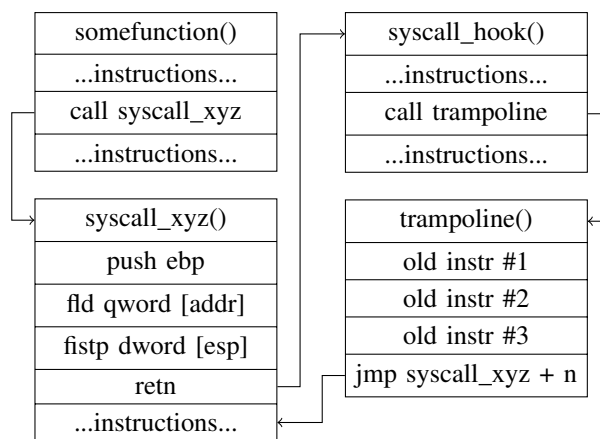 somefunction()
...instructions...
call syscall_xyz
...instructions...
syscall_xyz()
push ebp
fld qword [addr]
fistp dword [esp]
retn
...instructions...
syscall_hook()
...instructions...
call trampoline
...instructions...
trampoline()
old instr #1
old instr #2
old instr #3
jmp syscall_xyz + n